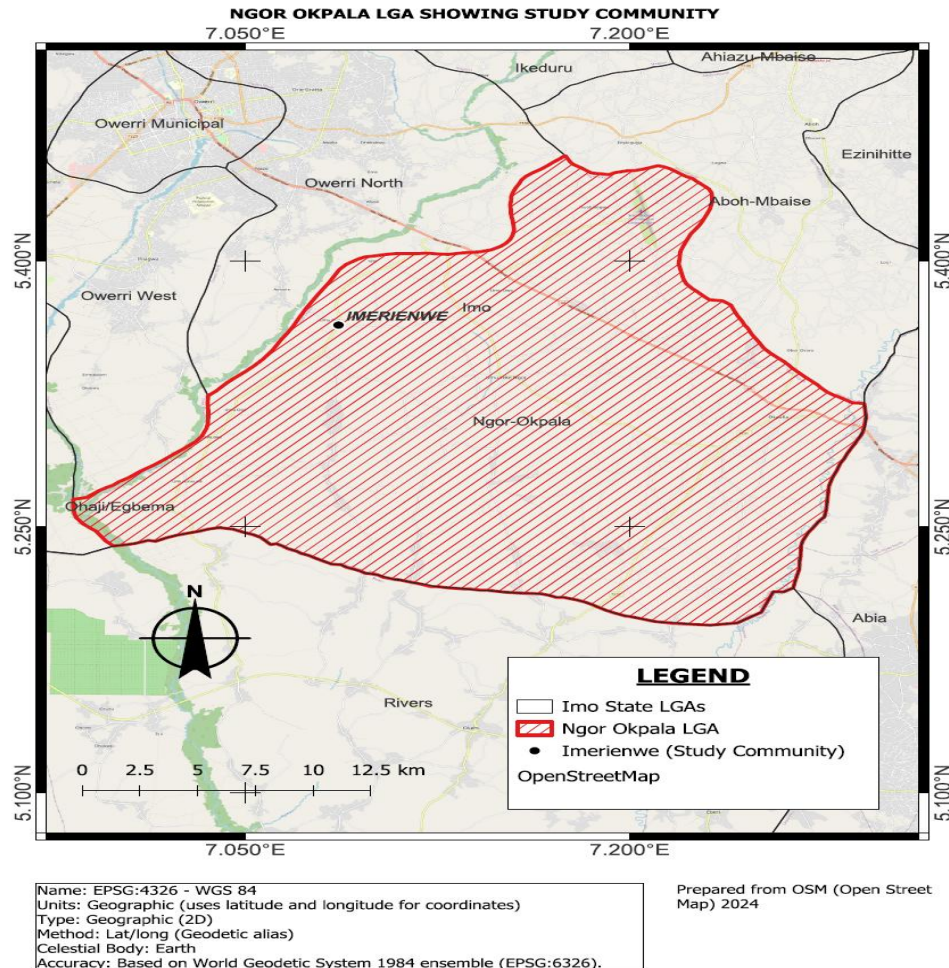 NGOR OKPALA LGA SHOWING STUDY COMMUNITY
7.050°E
7.200°E
Ahiazu-Mbaise
Ikeduru
Owerri Municipal
Ezinihitte
Owerri North
Aboh-Mbaise
5.400°N
5.400°N
Owerri West
Imo
IMERIENWE
Ngor-Okpala
Ohaji/Egbema
5.250°N
5.250°N
N
Abia
Rivers
LEGEND
Imo State LGAs
Ngor Okpala LGA
Imerienwe (Study Community)
OpenStreetMap
0 2.5 5 7.5 10 12.5 km
5.100°N
5.100°N
7.050°E
7.200°E
Name: EPSG:4326 - WGS 84
Units: Geographic (uses latitude and longitude for coordinates)
Type: Geographic (2D)
Method: Lat/long (Geodetic alias)
Celestial Body: Earth
Accuracy: Based on World Geodetic System 1984 ensemble (EPSG:6326).
Prepared from OSM (Open Street
Map) 2024